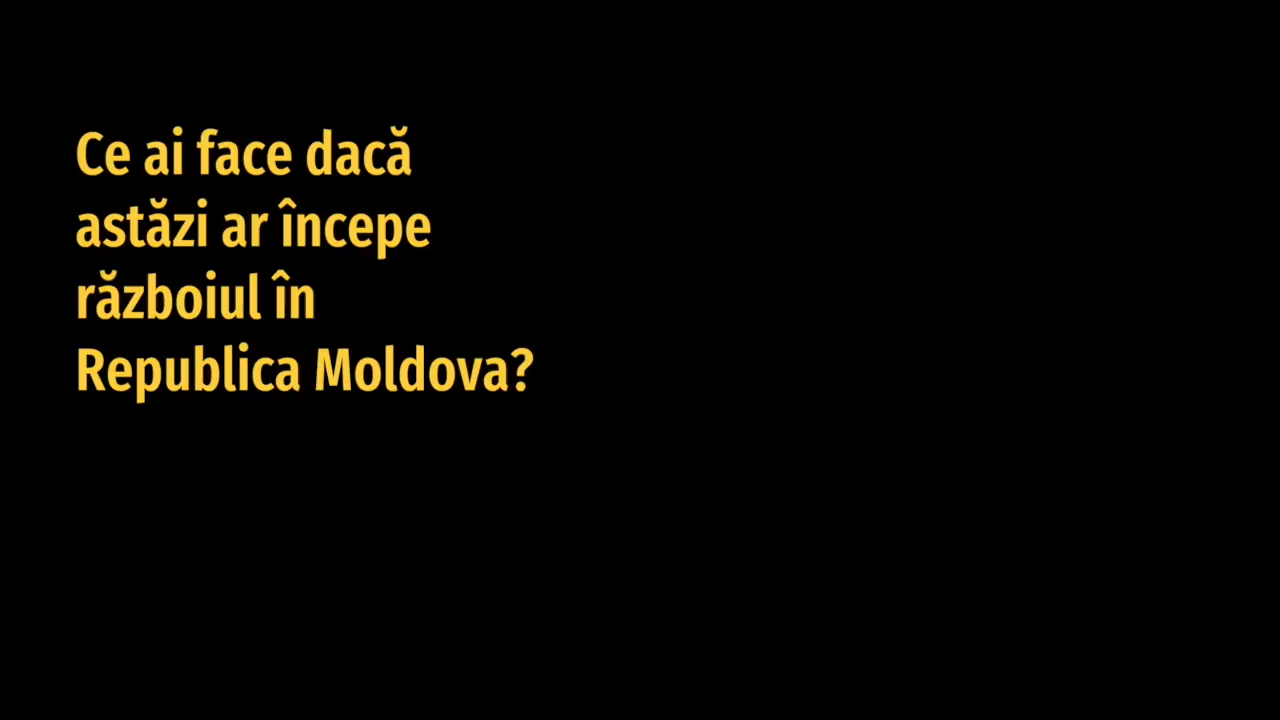 Ce ai face dacă
astăzi ar începe
războiul în
Republica Moldova?